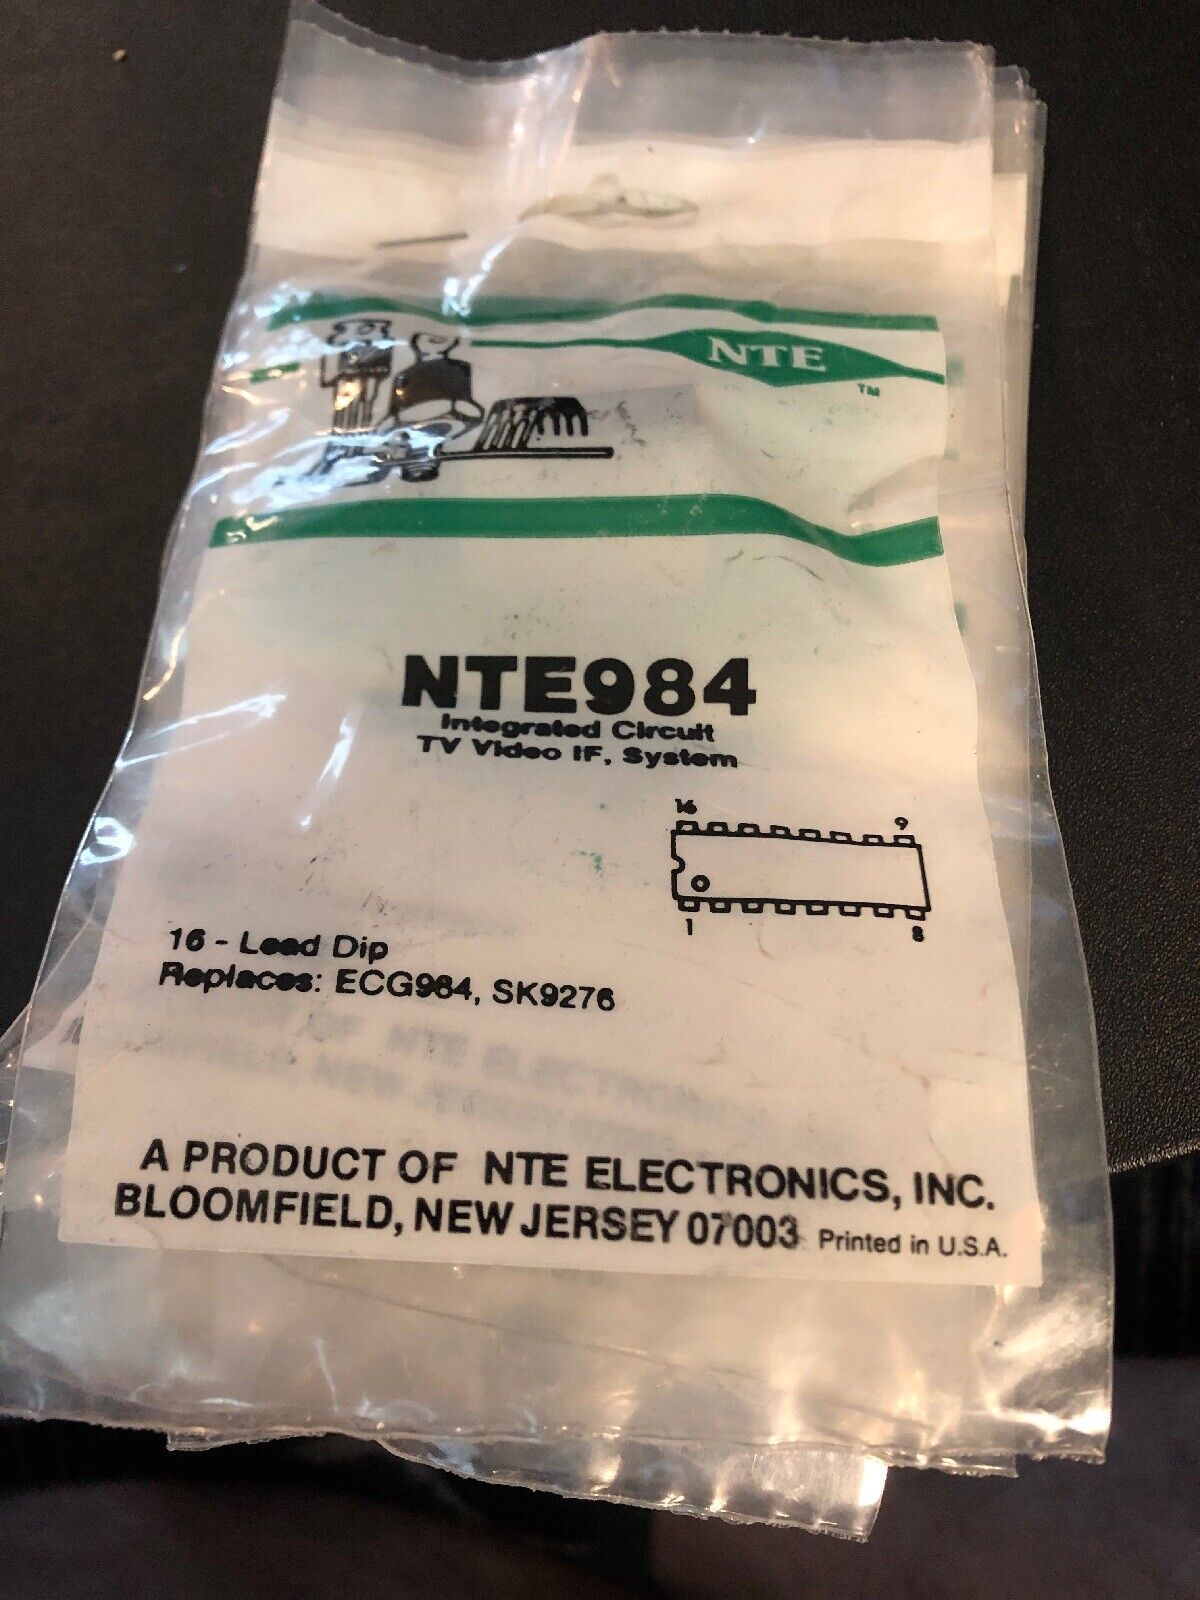 NTE
TM
NTE984
Integrated Circuit
TV Video IF, System
16 9
1 8
16 - Lead Dip
Replaces: ECG984, SK9276
A PRODUCT OF NTE ELECTRONICS, INC.
BLOOMFIELD, NEW JERSEY 07003 Printed in U.S.A.